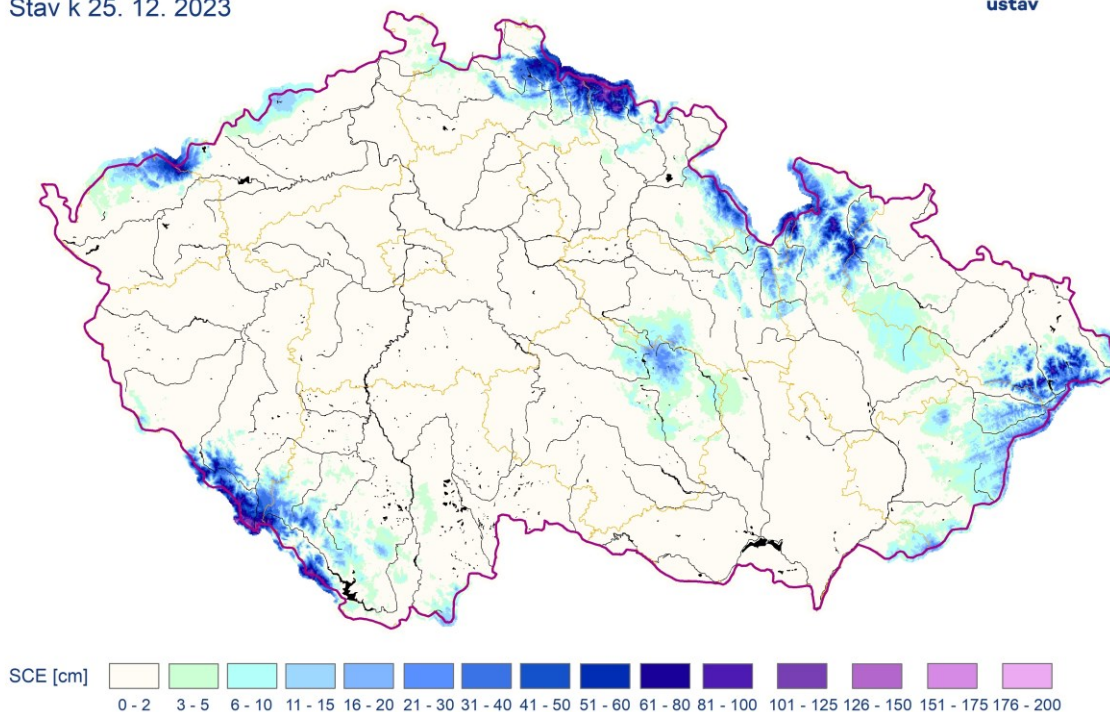 Stav k 25. 12. 2023
ústav
SCE [cm]
0 - 2 3 - 5 6 - 10 11 - 15 16 - 20 21 - 30 31 - 40 41 - 50 51 - 60 61 - 80 81 - 100 101 - 125 126 - 150 151 - 175 176 - 200